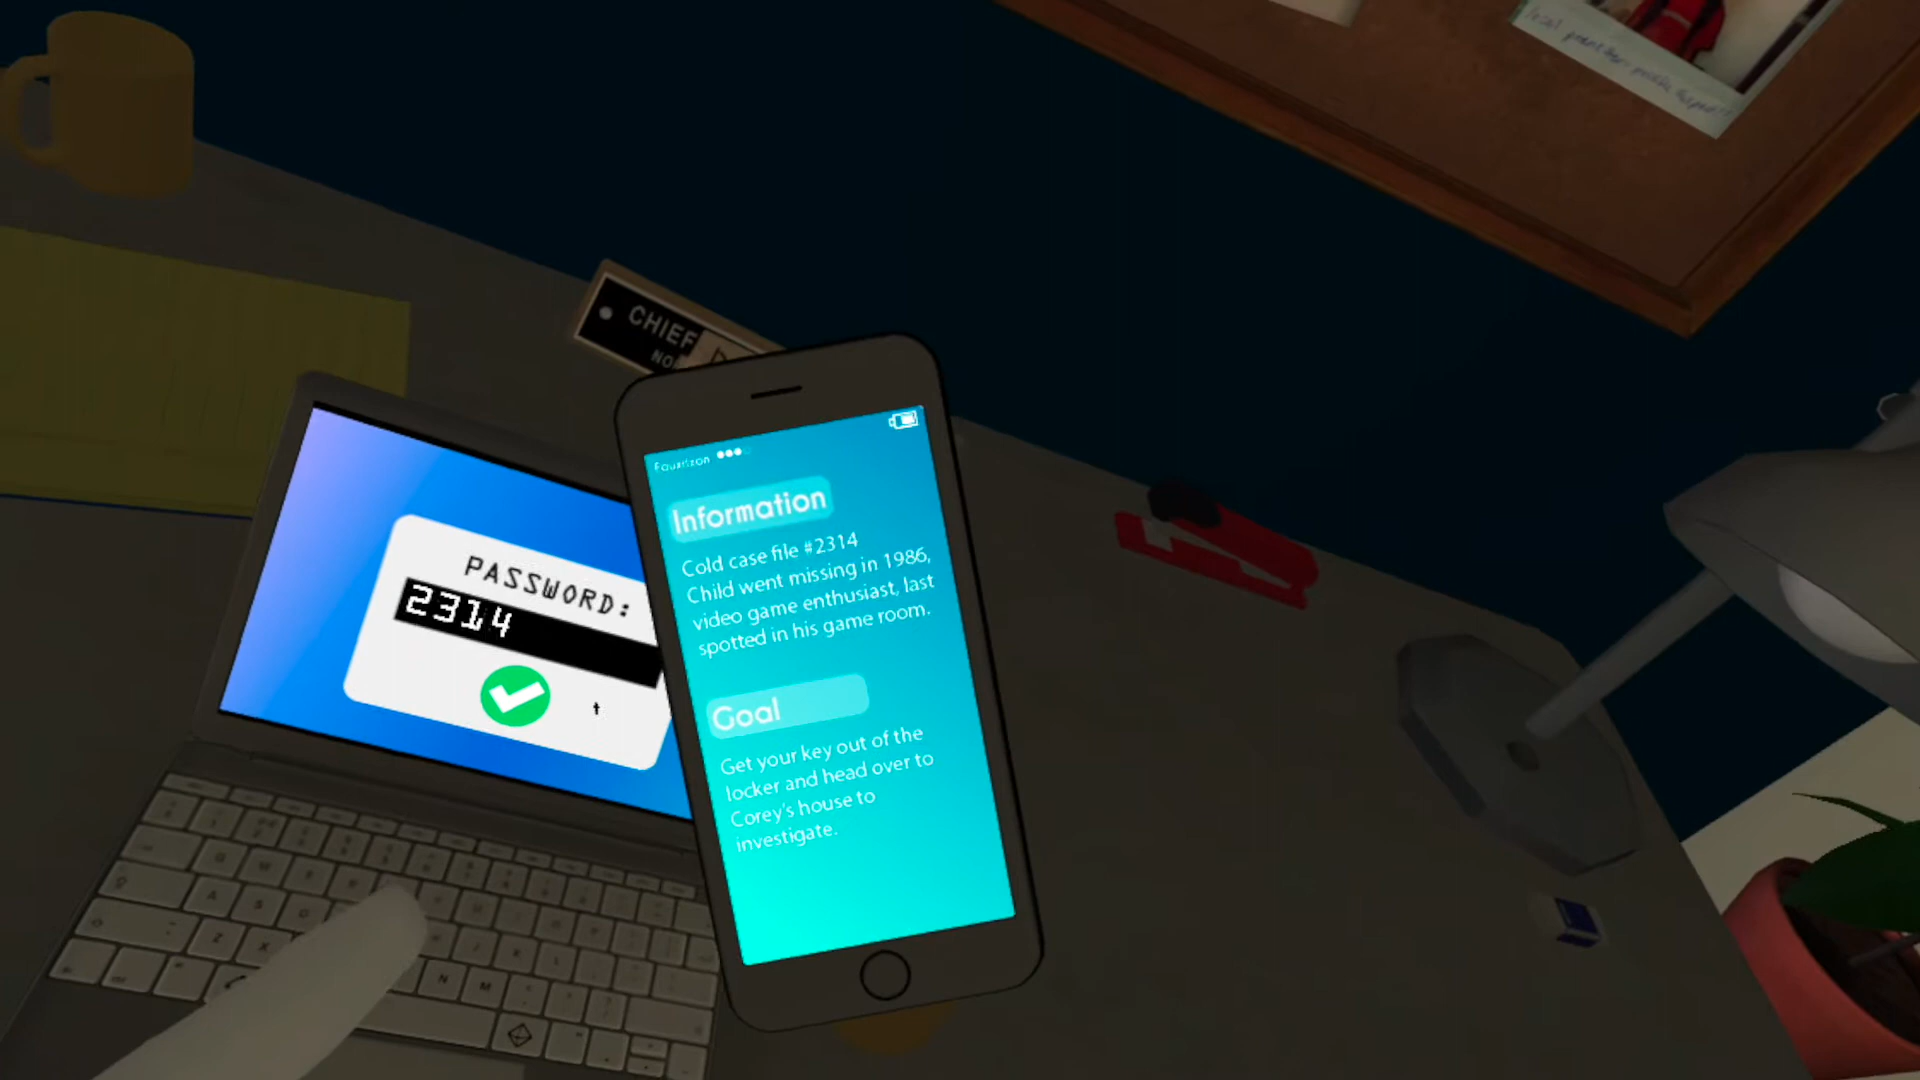 CHIEF
PASSWORD:
2314
Fauxrizon
Information
Cold case file #2314
Child went missing in 1986,
video game enthusiast, last
spotted in his game room.
Goal
Get your key out of the
locker and head over to
Corey's house to
investigate.